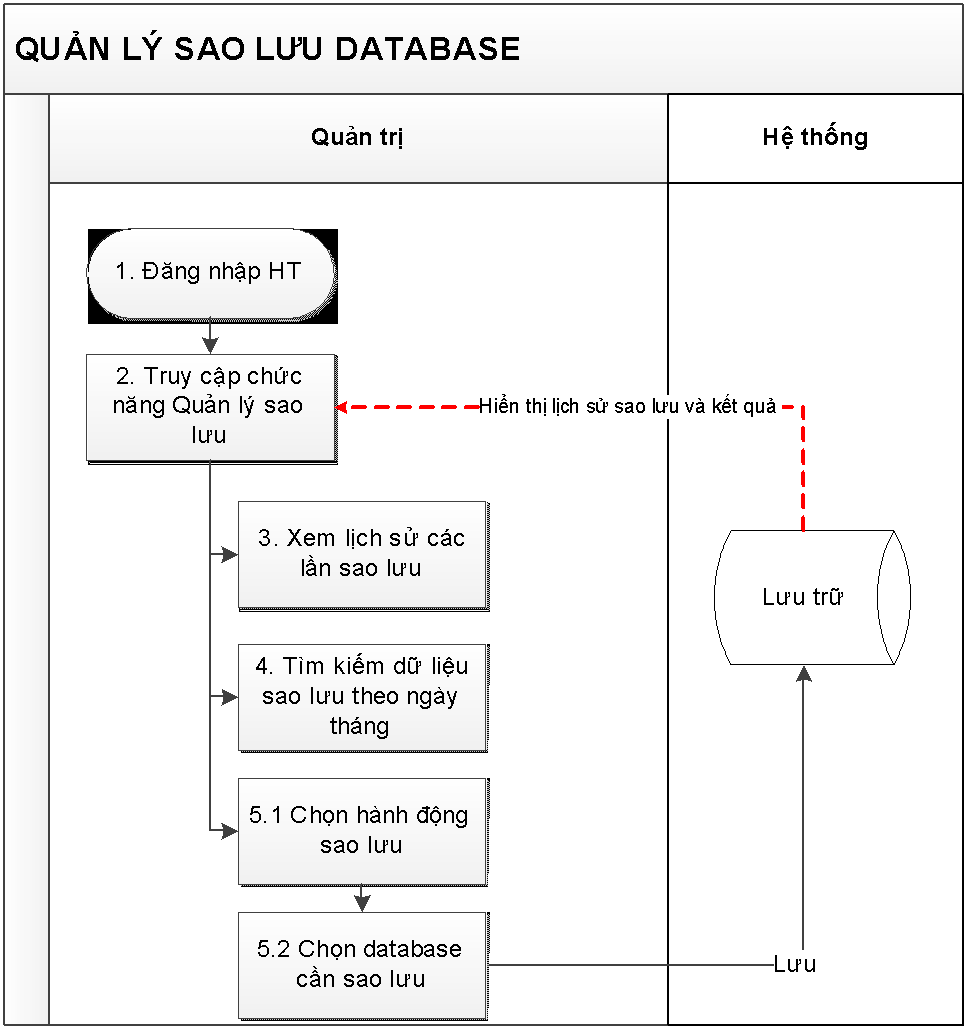 QUẢN LÝ SAO LƯU DATABASE
Quản trị
Hệ thống
1. Đăng nhập HT
2. Truy cập chức
năng Quản lý sao
lưu
Hiển thị lịch sử sao lưu và kết quả
3. Xem lịch sử các
lần sao lưu
Lưu trữ
4. Tìm kiếm dữ liệu
sao lưu theo ngày
tháng
5.1 Chọn hành động
sao lưu
5.2 Chọn database
cần sao lưu
Lưu